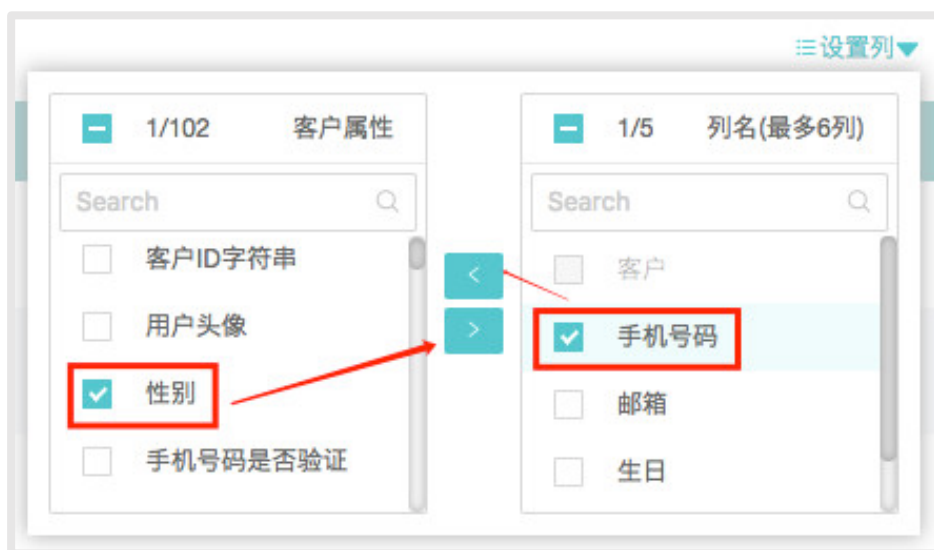 设置列
1/102 客户属性
Search
客户ID字符串
用户头像
性别
手机号码是否验证
<
>
1/5 列名(最多6列)
Search
客户
手机号码
邮箱
生日